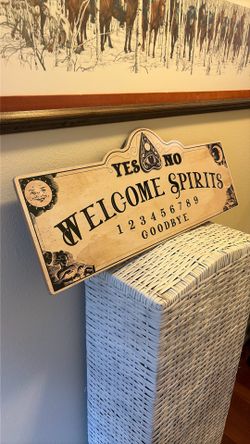 YES NO
WELCOME SPIRITS
1 2 3 4 5 6 7 8 9
GOODBYE